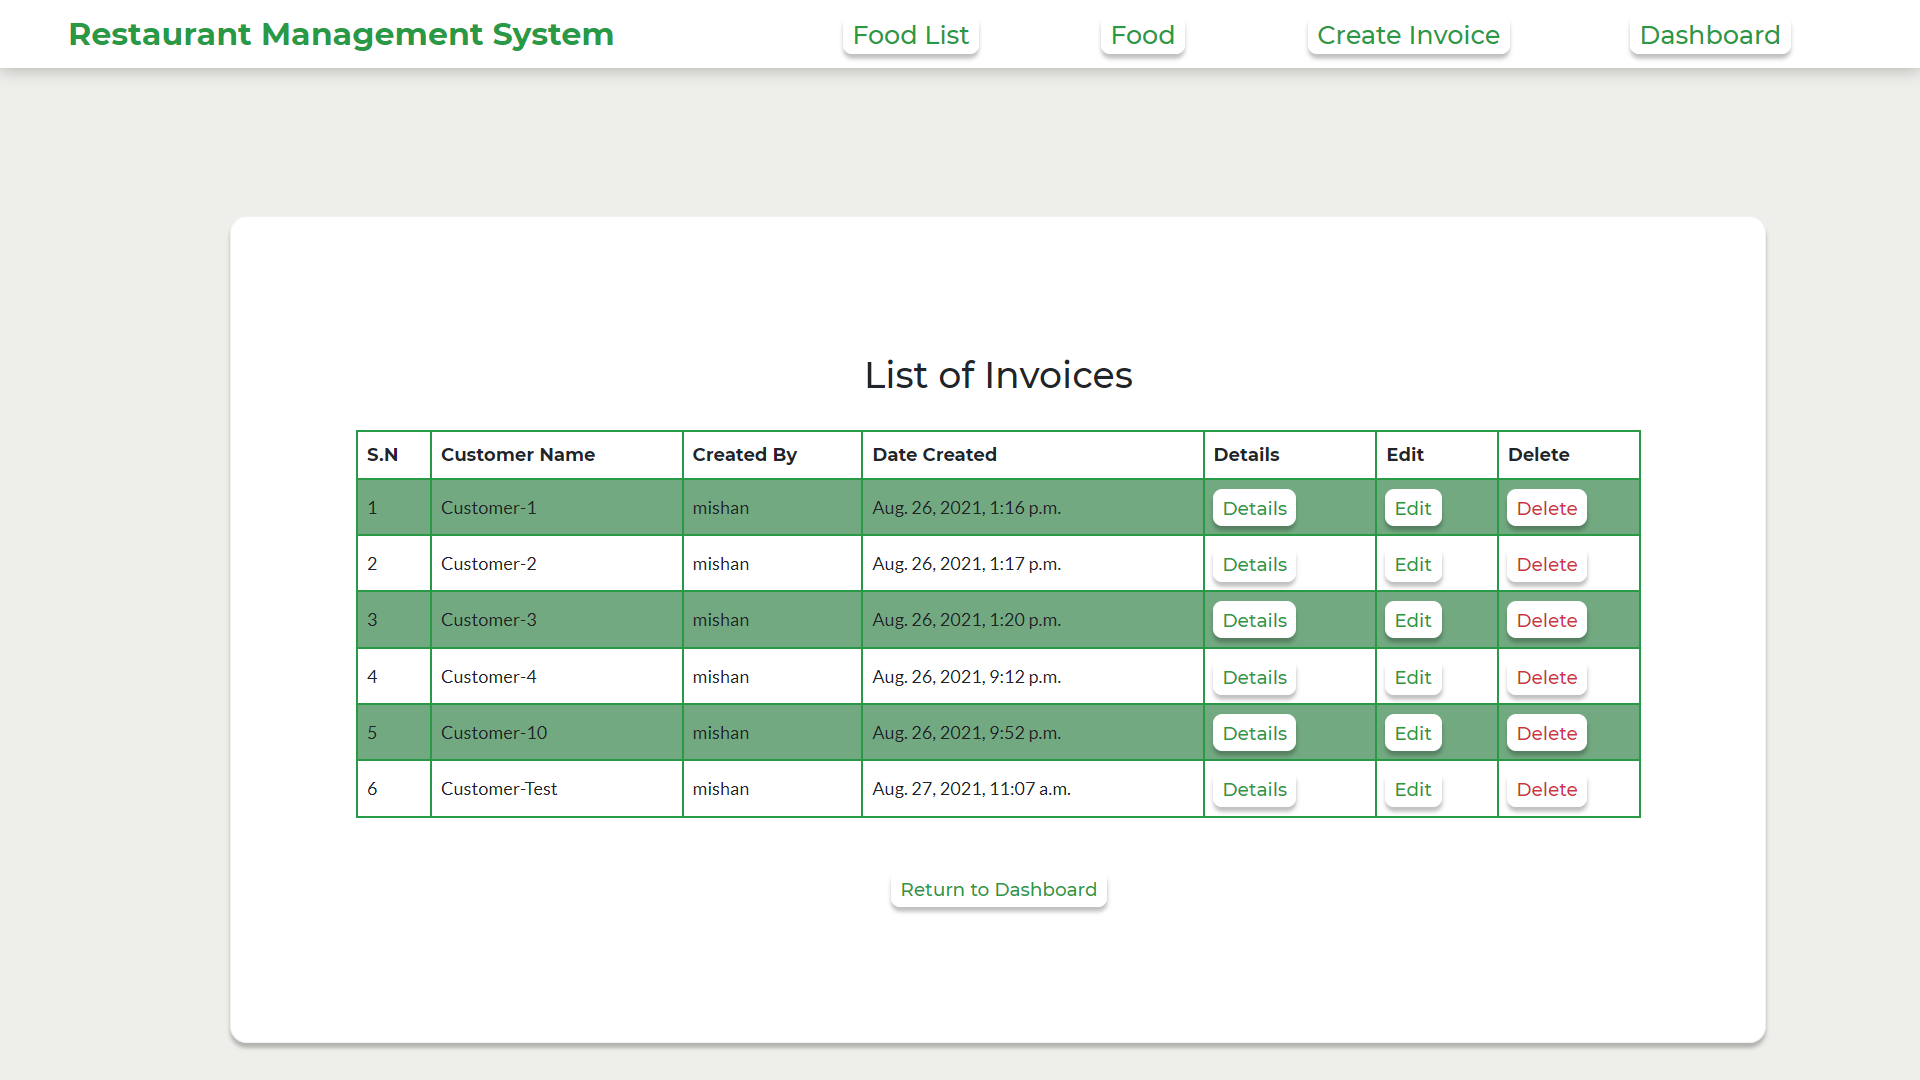 Restaurant Management System Food List Food Create Invoice Dashboard
List of Invoices
S.N Customer Name Created By Date Created Details Edit Delete
1 Customer-1 mishan Aug. 26, 2021, 1:16 p.m. Details Edit Delete
2 Customer-2 mishan Aug. 26, 2021, 1:17 p.m. Details Edit Delete
3 Customer-3 mishan Aug. 26, 2021, 1:20 p.m. Details Edit Delete
4 Customer-4 mishan Aug. 26, 2021, 9:12 p.m. Details Edit Delete
5 Customer-10 mishan Aug. 26, 2021, 9:52 p.m. Details Edit Delete
6 Customer-Test mishan Aug. 27, 2021, 11:07 a.m. Details Edit Delete
Return to Dashboard